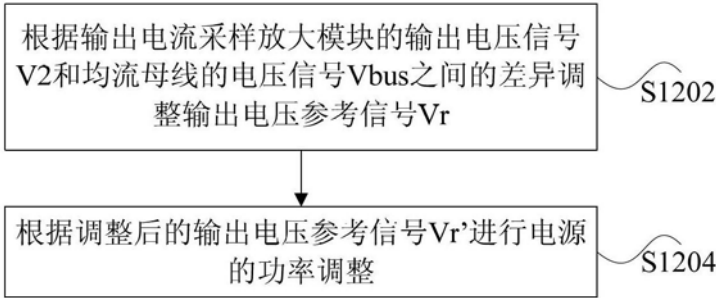 根据输出电流采样放大模块的输出电压信号
V2和均流母线的电压信号Vbus之间的差异调
整输出电压参考信号Vr
S1202
根据调整后的输出电压参考信号Vr’进行电源
的功率调整
S1204